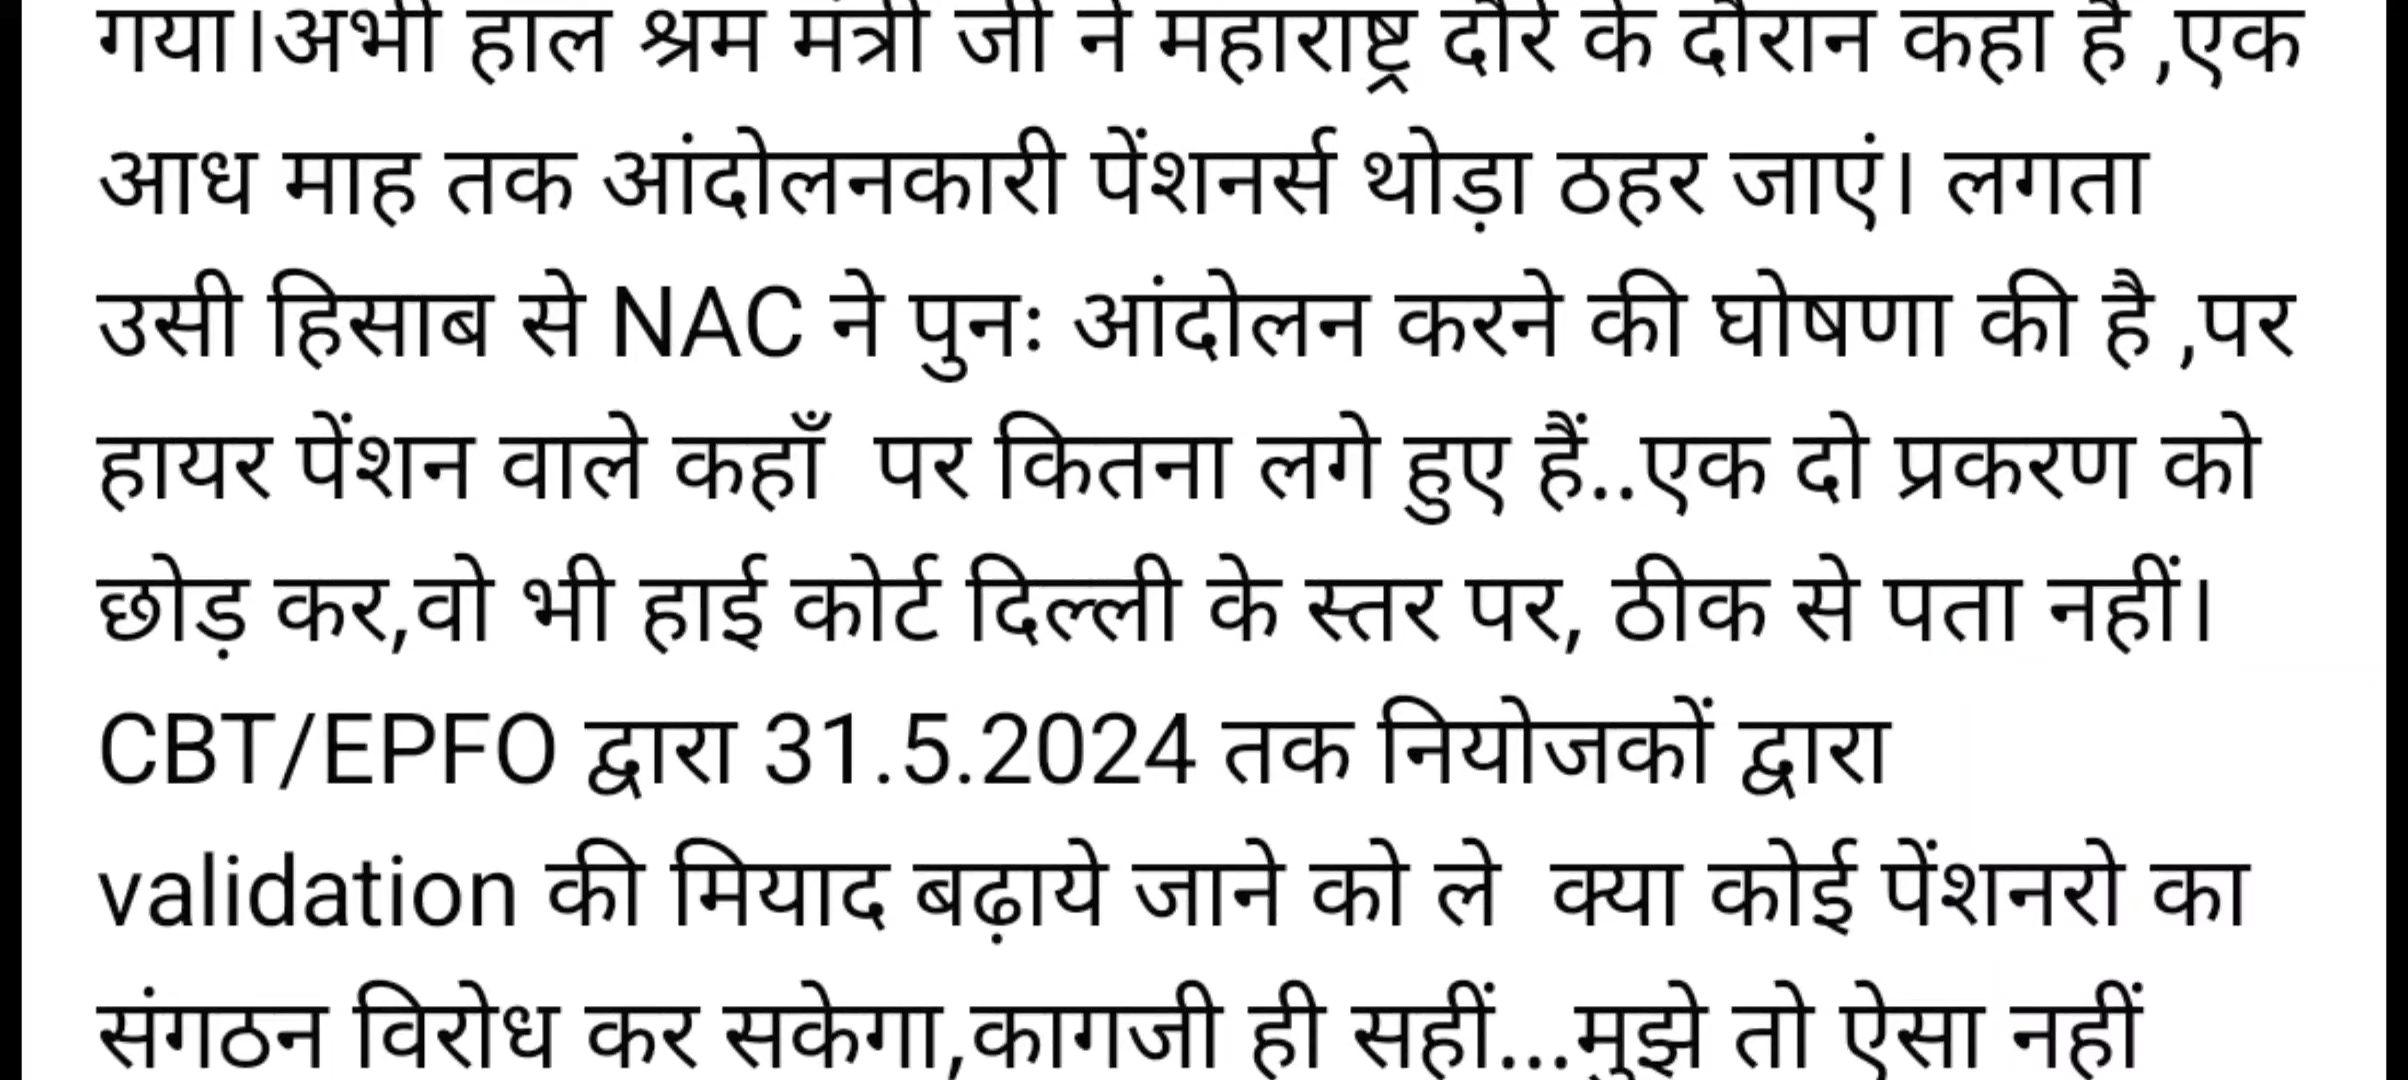 गया।अभी हाल श्रम मंत्री जी ने महाराष्ट्र दौरे के दौरान कहा है ,एक
आध माह तक आंदोलनकारी पेंशनर्स थोड़ा ठहर जाएं। लगता
उसी हिसाब से NAC ने पुनः आंदोलन करने की घोषणा की है ,पर
हायर पेंशन वाले कहाँ  पर कितना लगे हुए हैं..एक दो प्रकरण को
छोड़ कर,वो भी हाई कोर्ट दिल्ली के स्तर पर, ठीक से पता नहीं।
CBT/EPFO द्वारा 31.5.2024 तक नियोजकों द्वारा
validation की मियाद बढ़ाये जाने को ले  क्या कोई पेंशनरो का
संगठन विरोध कर सकेगा,कागजी ही सहीं...मुझे तो ऐसा नहीं